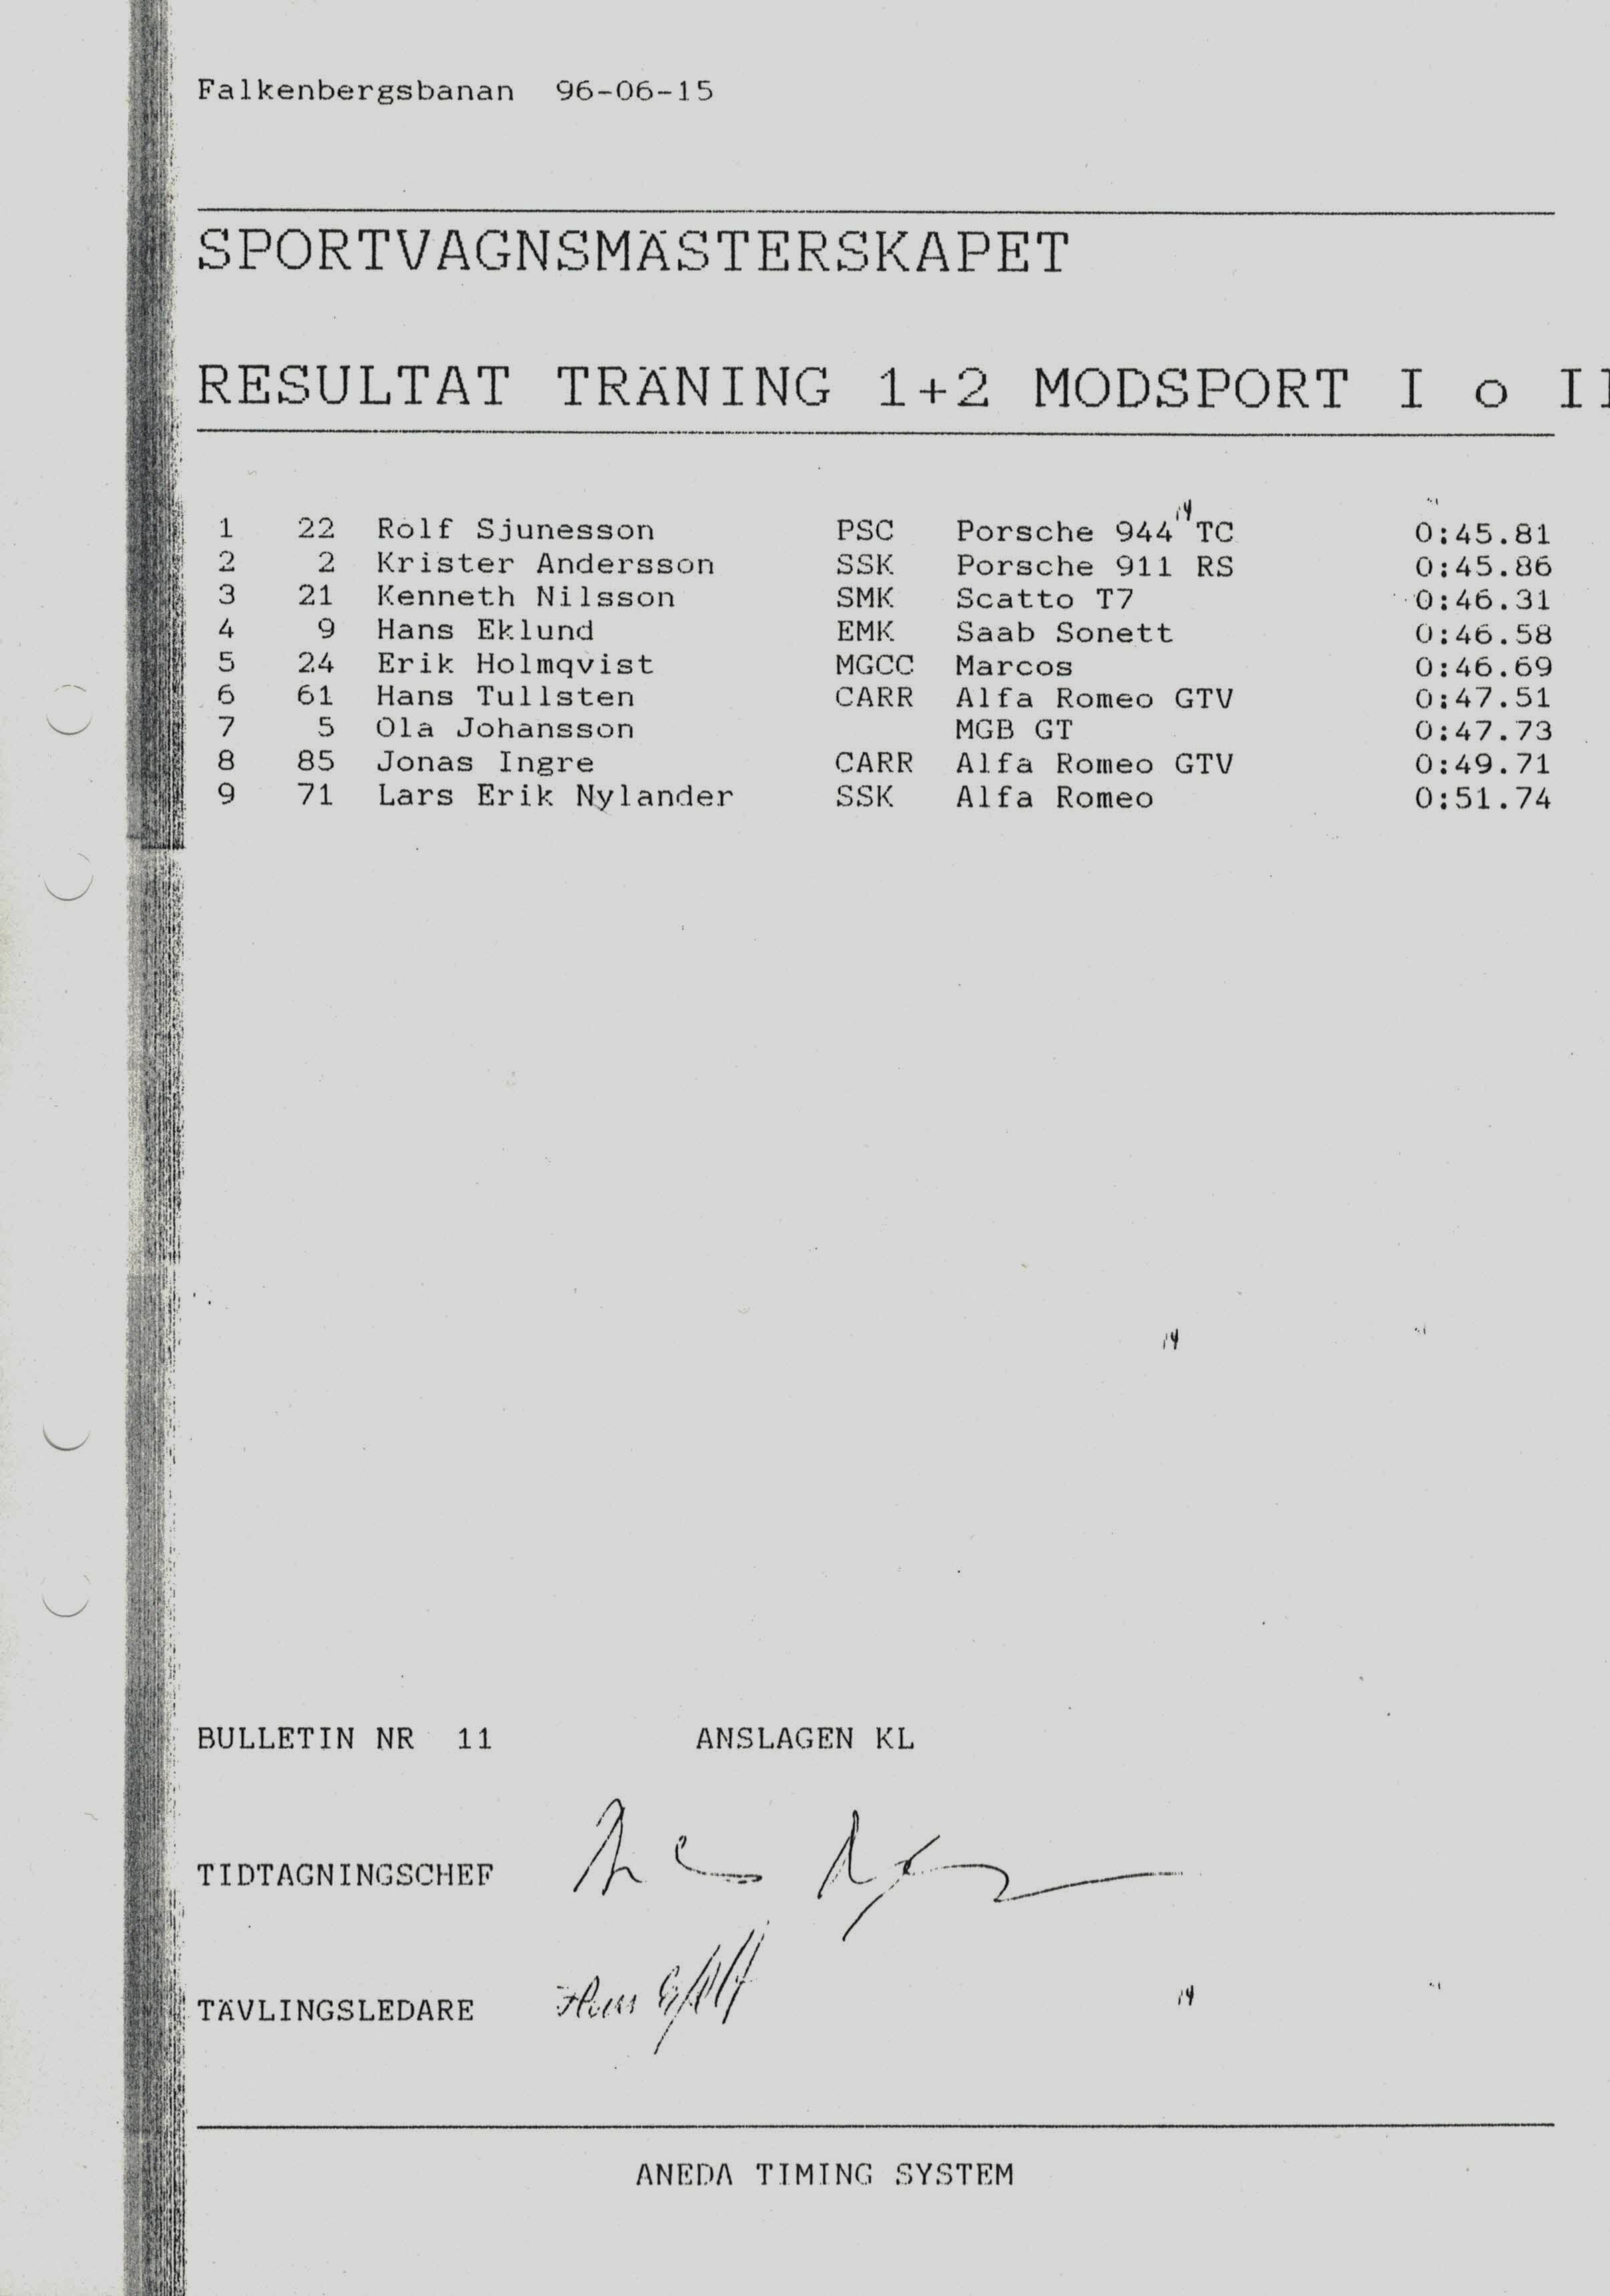 Falkenbergsbanan 96-06-15
SPORTVAGNSMÄSTERSKAPET
RESULTAT TRÄNING 1+2 MODSPORT I o II
1 22 Rolf Sjunesson PSC Porsche 944 TC 0:45.81
2 2 Krister Andersson SSK Porsche 911 RS 0:45.86
3 21 Kenneth Nilsson SMK Scatto T7 0:46.31
4 9 Hans Eklund EMK Saab Sonett 0:46.58
5 24 Erik Holmqvist MGCC Marcos 0:46.69
6 61 Hans Tullsten CARR Alfa Romeo GTV 0:47.51
7 5 Ola Johansson MGB GT 0:47.73
8 85 Jonas Ingre CARR Alfa Romeo GTV 0:49.71
9 71 Lars Erik Nylander SSK Alfa Romeo 0:51.74
BULLETIN NR 11 ANSLAGEN KL
TIDTAGNINGSCHEF
TÄVLINGSLEDARE
ANEDA TIMING SYSTEM